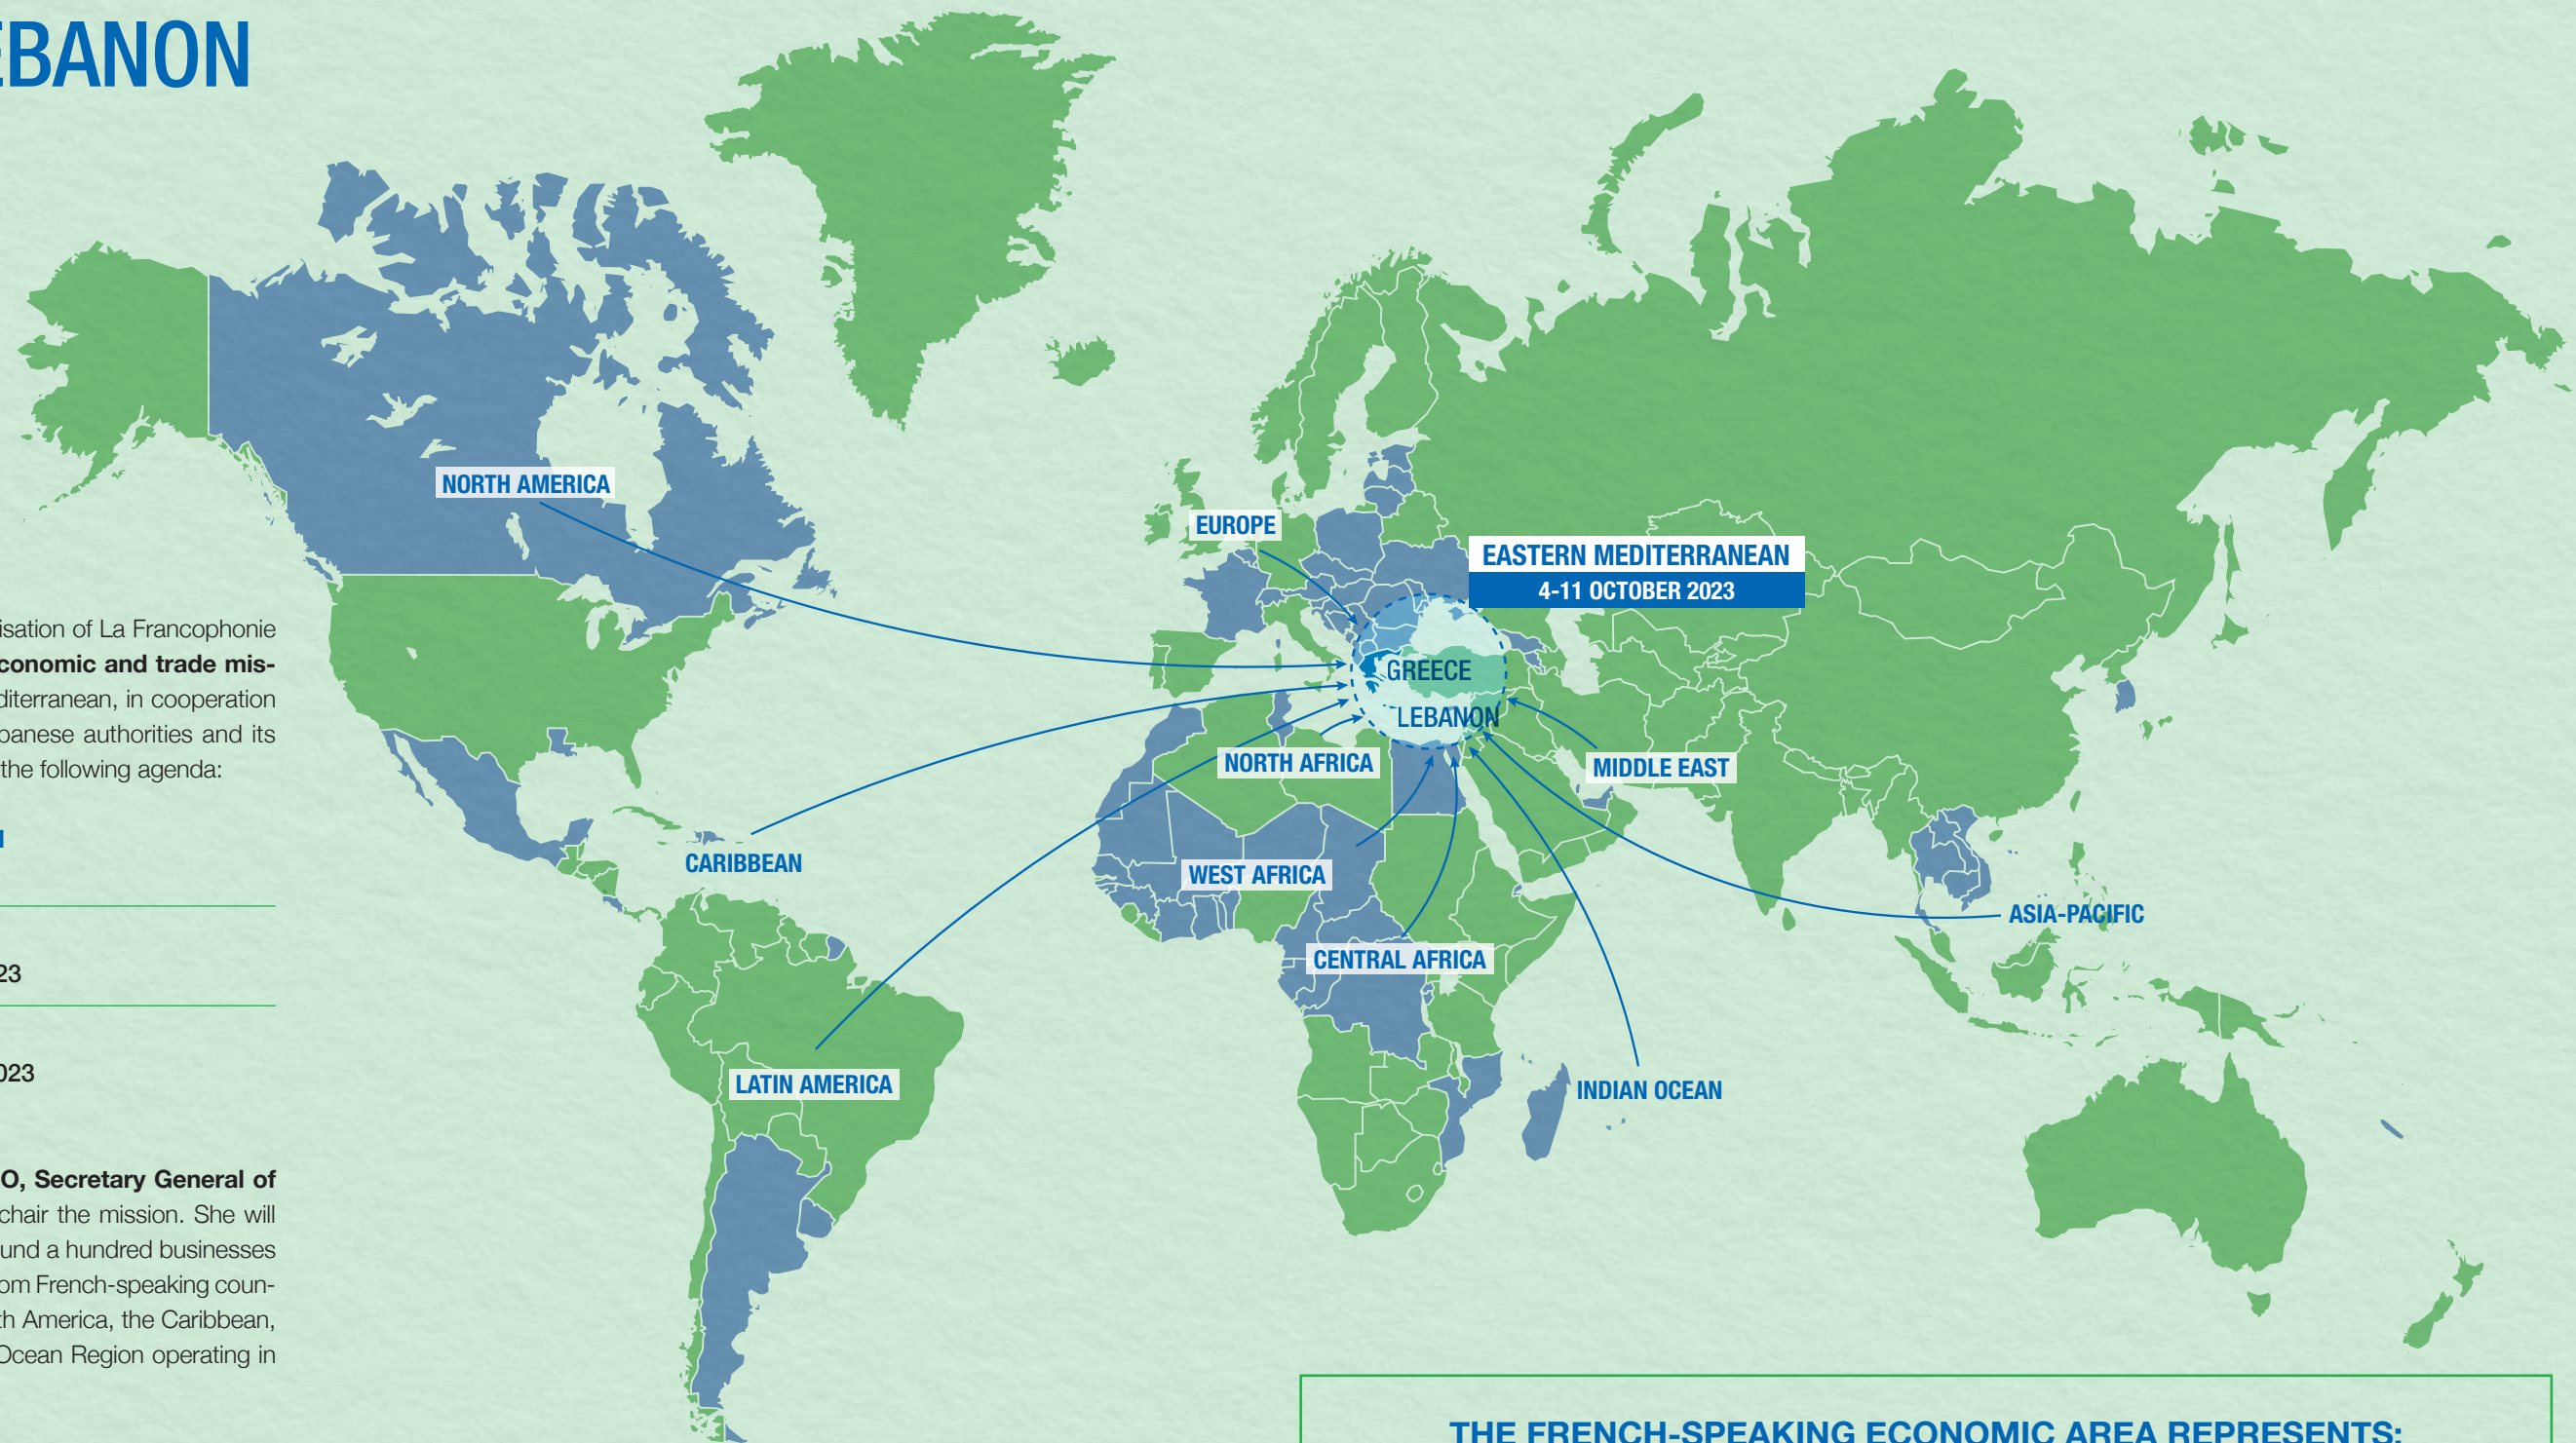 EBANON
isation of La Francophonie
conomic and trade mis-
diterranean, in cooperation
banese authorities and its
the following agenda:
23
023
O, Secretary General of
chair the mission. She will
und a hundred businesses
om French-speaking coun-
th America, the Caribbean,
Ocean Region operating in
NORTH AMERICA
EUROPE
EASTERN MEDITERRANEAN
4-11 OCTOBER 2023
GREECE
LEBANON
NORTH AFRICA
MIDDLE EAST
CARIBBEAN
WEST AFRICA
ASIA-PACIFIC
CENTRAL AFRICA
LATIN AMERICA
INDIAN OCEAN
THE FRENCH-SPEAKING ECONOMIC AREA REPRESENTS: